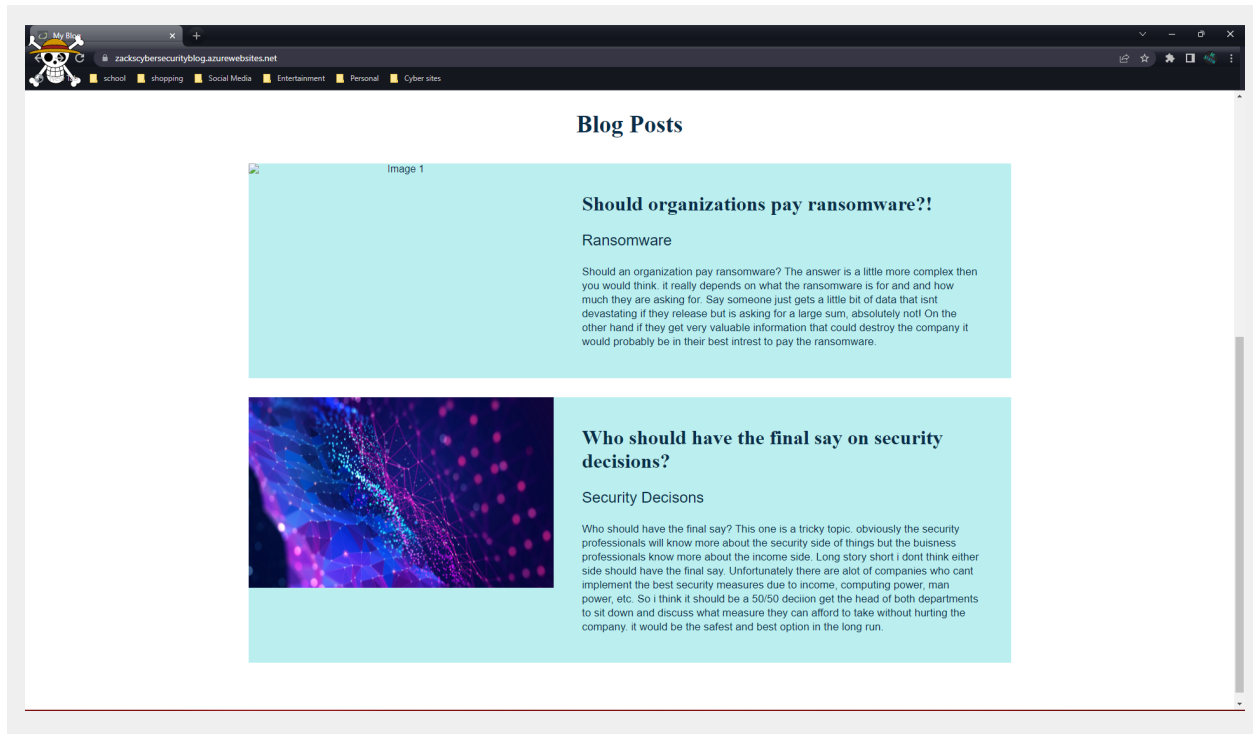 My Blog
zackscybersecurityblog.azurewebsites.net
school shopping Social Media Entertainment Personal Cyber sites
Blog Posts
Image 1
Should organizations pay ransomware?!
Ransomware
Should an organization pay ransomware? The answer is a little more complex then
you would think. it really depends on what the ransomware is for and and how
much they are asking for. Say someone just gets a little bit of data that isnt
devastating if they release but is asking for a large sum, absolutely not! On the
other hand if they get very valuable information that could destroy the company it
would probably be in their best intrest to pay the ransomware.
Who should have the final say on security
decisions?
Security Decisons
Who should have the final say? This one is a tricky topic. obviously the security
professionals will know more about the security side of things but the buisness
professionals know more about the income side. Long story short i dont think either
side should have the final say. Unfortunately there are alot of companies who cant
implement the best security measures due to income, computing power, man
power, etc. So i think it should be a 50/50 deciion get the head of both departments
to sit down and discuss what measure they can afford to take without hurting the
company. it would be the safest and best option in the long run.